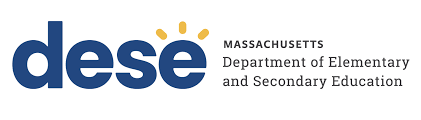 dese
MASSACHUSETTS
Department of Elementary
and Secondary Education